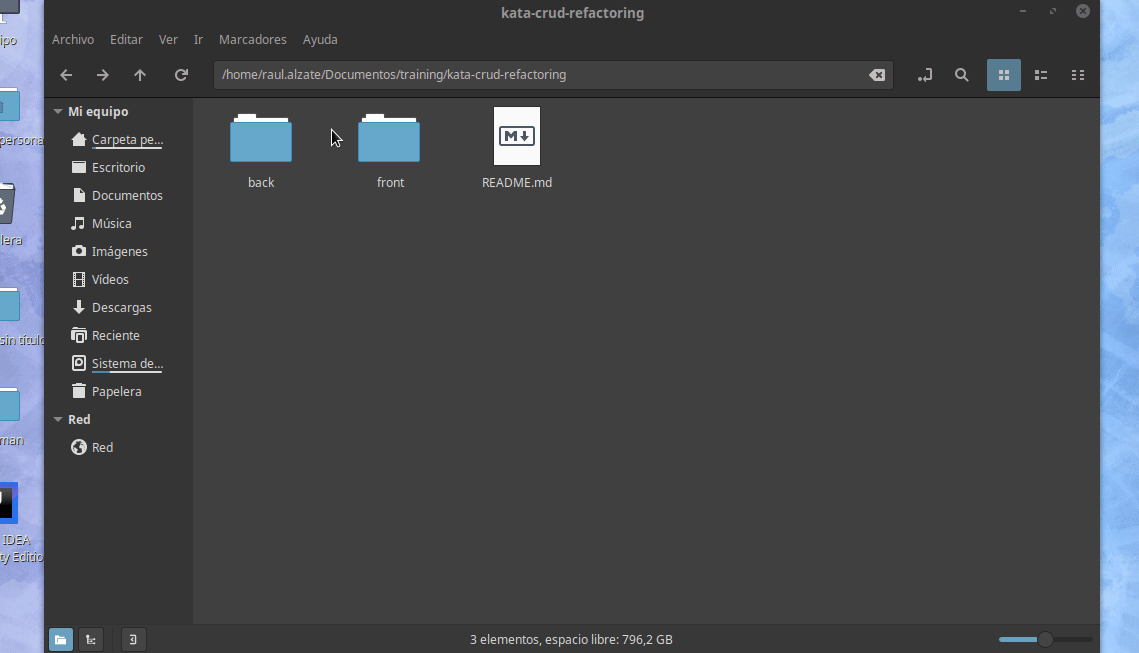 kata-crud-refactoring
Archivo Editar Ver Ir Marcadores Ayuda
/home/raul.alzate/Documentos/training/kata-crud-refactoring
Mi equipo
Carpeta pe...
Escritorio
Documentos
Música
Imágenes
Vídeos
Descargas
Reciente
Sistema de...
Papelera
Red
Red
back
front
M
README.md
ipo
persona
lera
sin título
man
IDEA
ty Editio
3 elementos, espacio libre: 796,2 GB